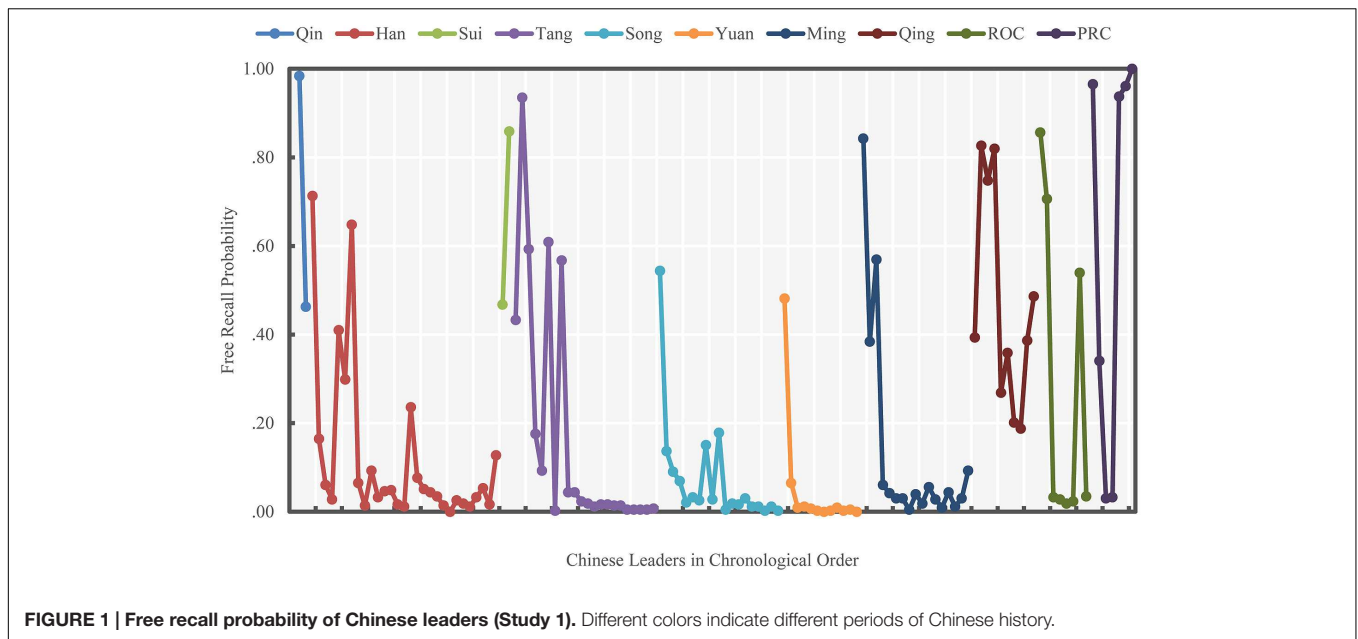 Qin Han Sui Tang Song Yuan Ming Qing ROC PRC
1.00
.80
.60
.40
.20
.00
Free Recall Probability
Chinese Leaders in Chronological Order
FIGURE 1 | Free recall probability of Chinese leaders (Study 1). Different colors indicate different periods of Chinese history.